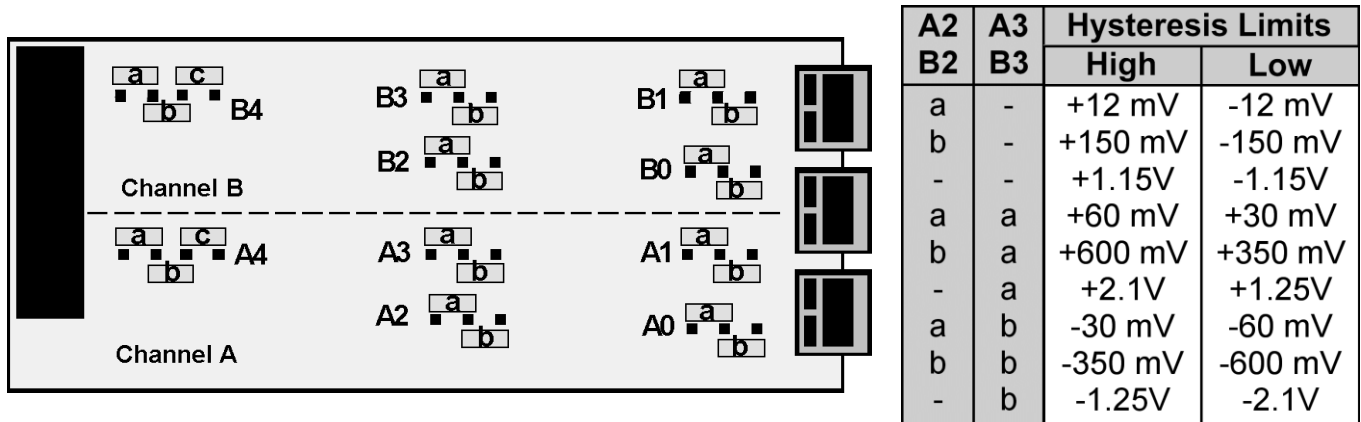 a c
b B4
B3 a
b
B2 a
b
B1 a
b
B0 a
b
Channel B
a c
b A4
A3 a
b
A2 a
b
A1 a
b
A0 a
b
Channel A
A2 A3 Hysteresis Limits
B2 B3 High Low
a - +12 mV -12 mV
b - +150 mV -150 mV
- - +1.15V -1.15V
a a +60 mV +30 mV
b a +600 mV +350 mV
- a +2.1V +1.25V
a b -30 mV -60 mV
b b -350 mV -600 mV
- b -1.25V -2.1V